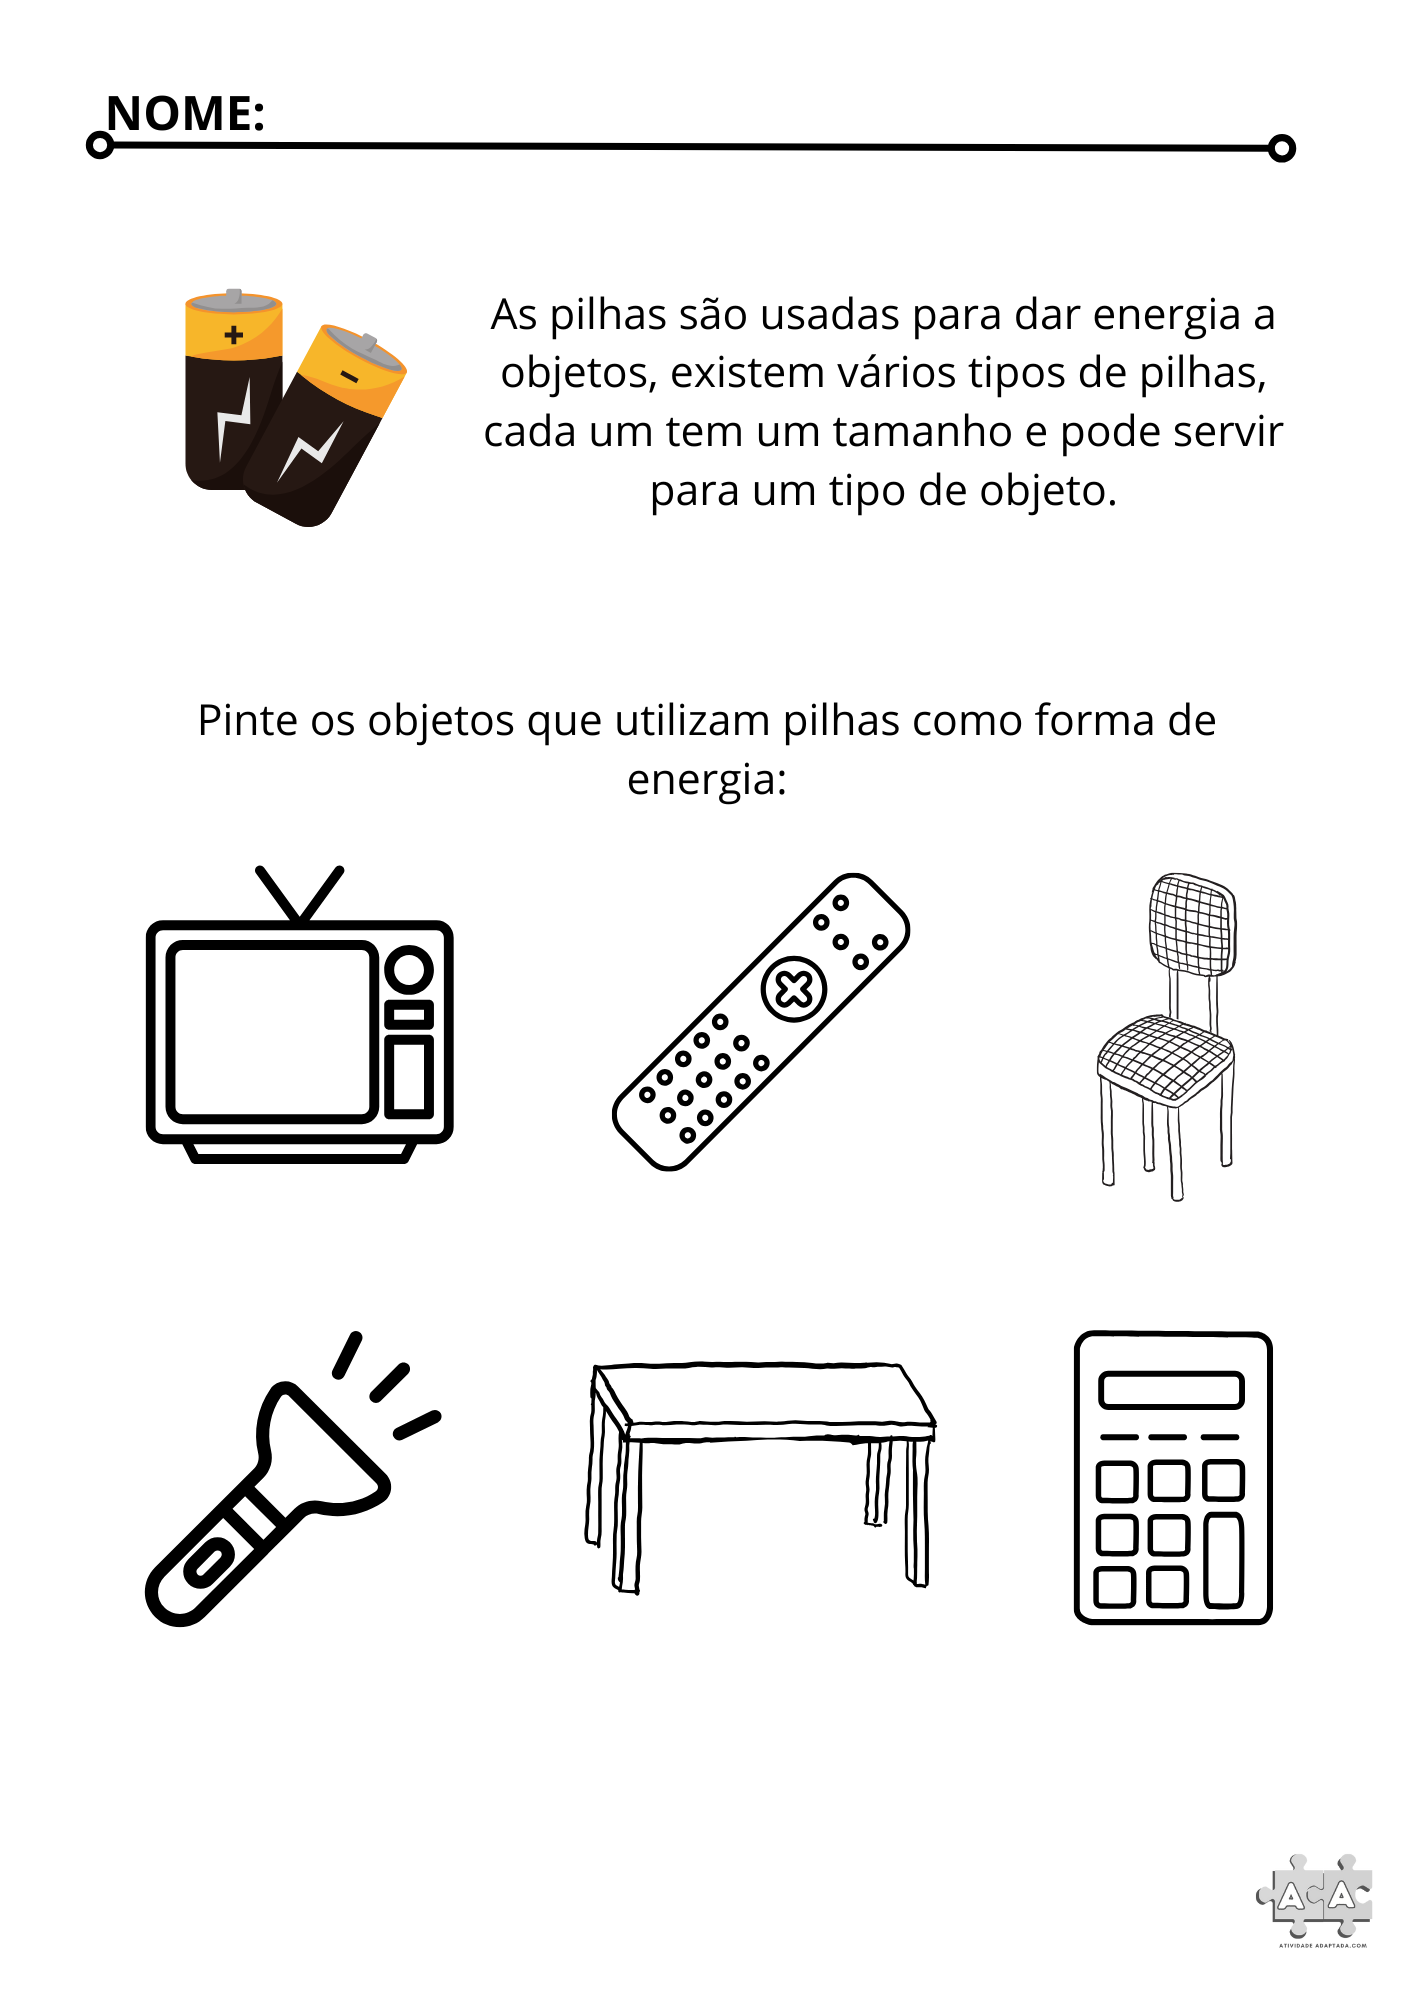 NOME:
As pilhas são usadas para dar energia a
objetos, existem vários tipos de pilhas,
cada um tem um tamanho e pode servir
para um tipo de objeto.
Pinte os objetos que utilizam pilhas como forma de
energia:
A A
ATIVIDADE ADAPTADA.COM